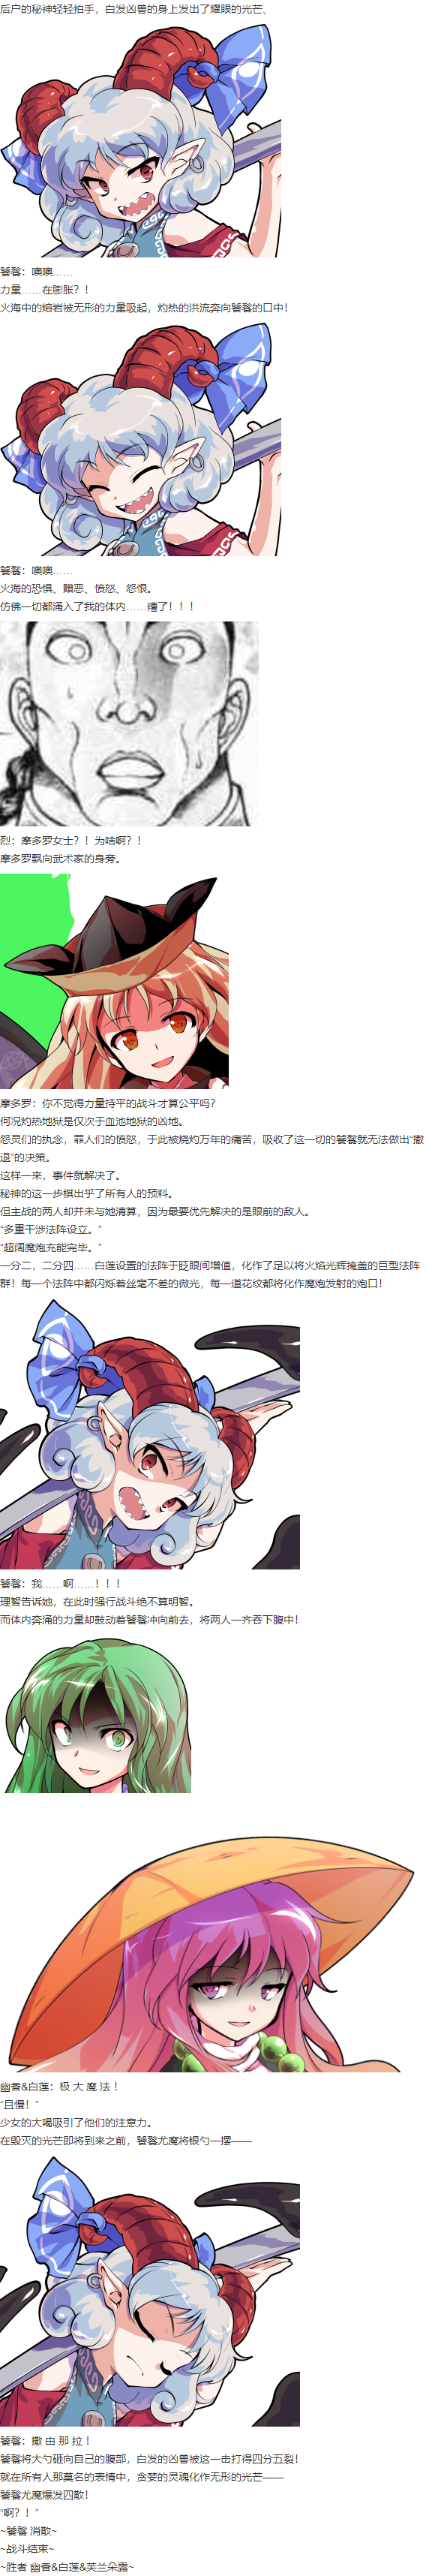 后户的秘神轻轻拍手，白发凶兽的身上发出了耀眼的光芒、
饕餮：噢噢……
力量……在膨胀？！
火海中的熔岩被无形的力量吸起，灼热的洪流奔向饕餮的口中！
饕餮：噢噢……
火海的恐惧、憎恶、愤怒、怨恨。
仿佛一切都涌入了我的体内……糟了！！！
烈：摩多罗女士？！为啥啊？！
摩多罗飘向武术家的身旁。
摩多罗：你不觉得力量持平的战斗才算公平吗？
何况灼热地狱是仅次于血池地狱的凶地。
怨灵们的执念，罪人们的愤怒，于此被烧灼万年的痛苦，吸收了这一切的饕餮就无法做出“撤
退”的决策。
这样一来，事件就解决了。
秘神的这一步棋出乎了所有人的预料。
但主战的两人却并未与她清算，因为最要优先解决的是眼前的敌人。
“多重干涉法阵设立。”
“超阔魔炮充能完毕。”
一分二，二分四……白莲设置的法阵于眨眼间增值，化作了足以将火焰光辉掩盖的巨型法阵
群！每一个法阵中都闪烁着丝毫不差的微光，每一道花纹都将化作魔炮发射的炮口！
饕餮：我……啊……！！！
理智告诉她，在此时强行战斗绝不算明智。
而体内奔涌的力量却鼓动着饕餮冲向前去，将两人一齐吞下腹中！
幽香&白莲：极 大 魔 法 ！
“且慢！”
少女的大喝吸引了他们的注意力。
在毁灭的光芒即将到来之前，饕餮尤魔将银勺一摆——
饕餮：撒 由 那 拉 ！
饕餮将大勺砸向自己的腹部，白发的凶兽被这一击打得四分五裂！
就在所有人那莫名的表情中，贪婪的灵魂化作无形的光芒——
饕餮尤魔爆发四散！
“啊？！”
~饕餮 消散~
~战斗结束~
~胜者 幽香&白莲&芙兰朵露~